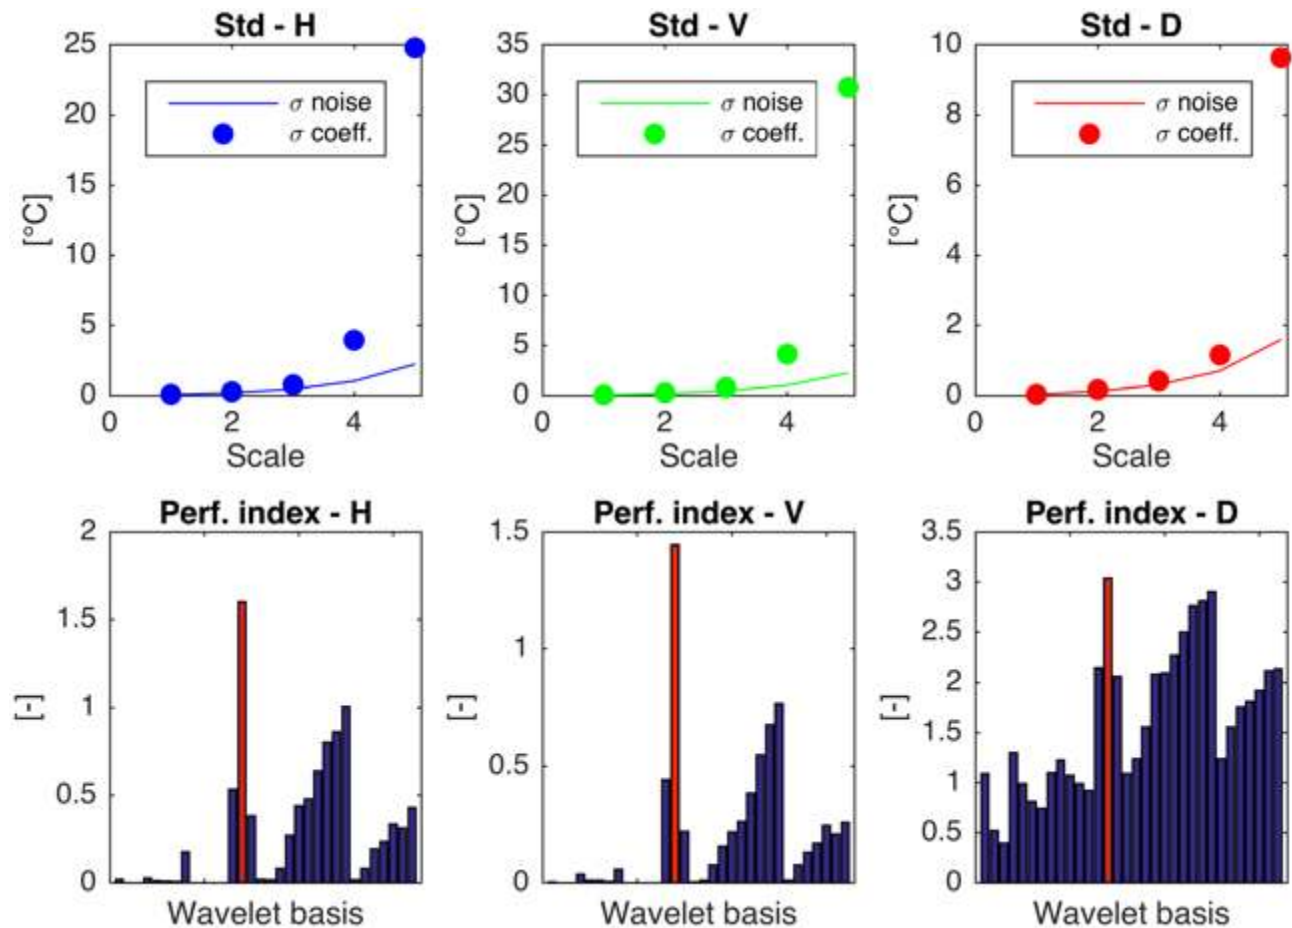 Std - H
25
20
15
10
5
0
[°C]
σ noise
σ coeff.
0 2 4
Scale
Std - V
35
30
25
20
15
10
5
0
[°C]
σ noise
σ coeff.
0 2 4
Scale
Std - D
10
8
6
4
2
0
[°C]
σ noise
σ coeff.
0 2 4
Scale
Perf. index - H
2
1.5
1
0.5
0
[-]
Wavelet basis
Perf. index - V
1.5
1
0.5
0
[-]
Wavelet basis
Perf. index - D
3.5
3
2.5
2
1.5
1
0.5
0
[-]
Wavelet basis